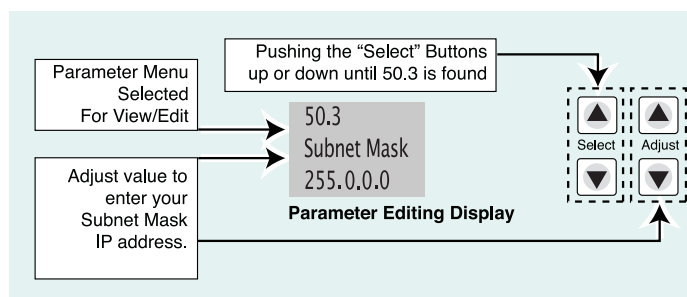 Pushing the “Select” Buttons
up or down until 50.3 is found
Parameter Menu
Selected
For View/Edit
50.3
Subnet Mask
255.0.0.0
Parameter Editing Display
Adjust value to
enter your
Subnet Mask
IP address.
Select
Adjust